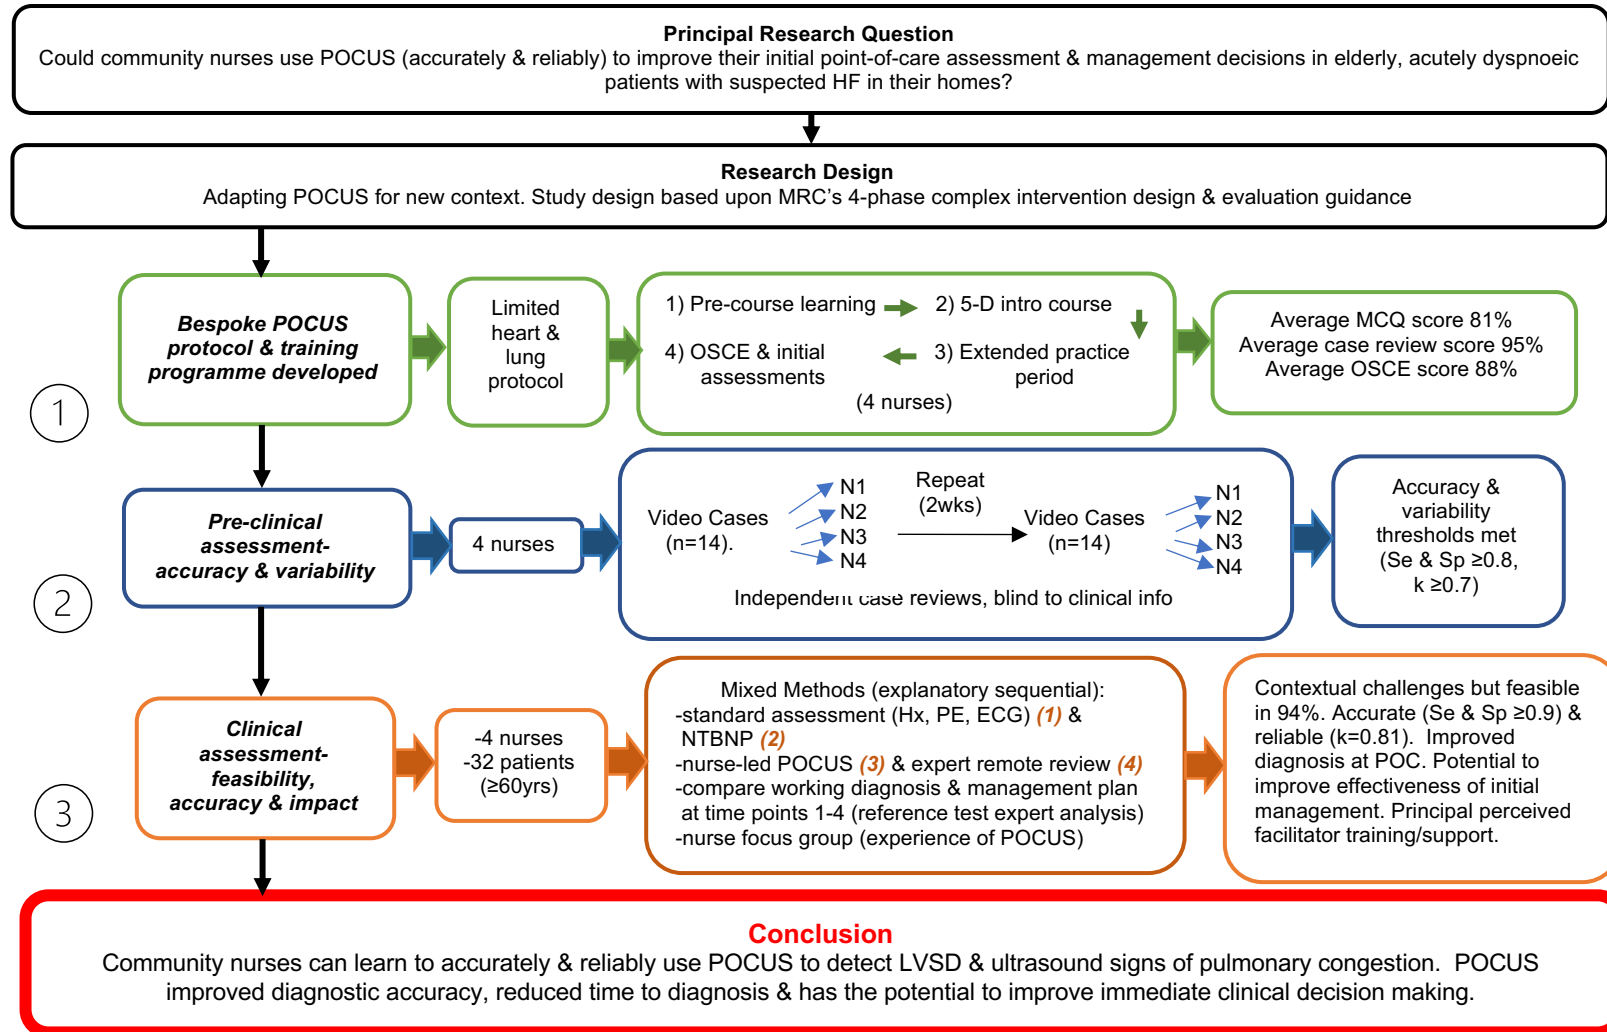 Principal Research Question
Could community nurses use POCUS (accurately & reliably) to improve their initial point-of-care assessment & management decisions in elderly, acutely dyspnoeic
patients with suspected HF in their homes?
Research Design
Adapting POCUS for new context. Study design based upon MRC's 4-phase complex intervention design & evaluation guidance
1
Bespoke POCUS
protocol & training
programme developed
Limited
heart &
lung
protocol
1) Pre-course learning
2) 5-D intro course
4) OSCE & initial
assessments
3) Extended practice
period
(4 nurses)
Average MCQ score 81%
Average case review score 95%
Average OSCE score 88%
2
Pre-clinical
assessment-
accuracy & variability
4 nurses
Video Cases
(n=14).
N1
N2
N3
N4
Repeat
(2wks)
Video Cases
(n=14)
N1
N2
N3
N4
Independent case reviews, blind to clinical info
Accuracy &
variability
thresholds met
(Se & Sp ≥0.8,
k ≥0.7)
3
Clinical
assessment-
feasibility,
accuracy & impact
-4 nurses
-32 patients
(≥60yrs)
Mixed Methods (explanatory sequential):
-standard assessment (Hx, PE, ECG) (1) &
NTBNP (2)
-nurse-led POCUS (3) & expert remote review (4)
-compare working diagnosis & management plan
at time points 1-4 (reference test expert analysis)
-nurse focus group (experience of POCUS)
Contextual challenges but feasible
in 94%. Accurate (Se & Sp ≥0.9) &
reliable (k=0.81). Improved
diagnosis at POC. Potential to
improve effectiveness of initial
management. Principal perceived
facilitator training/support.
Conclusion
Community nurses can learn to accurately & reliably use POCUS to detect LVSD & ultrasound signs of pulmonary congestion. POCUS
improved diagnostic accuracy, reduced time to diagnosis & has the potential to improve immediate clinical decision making.